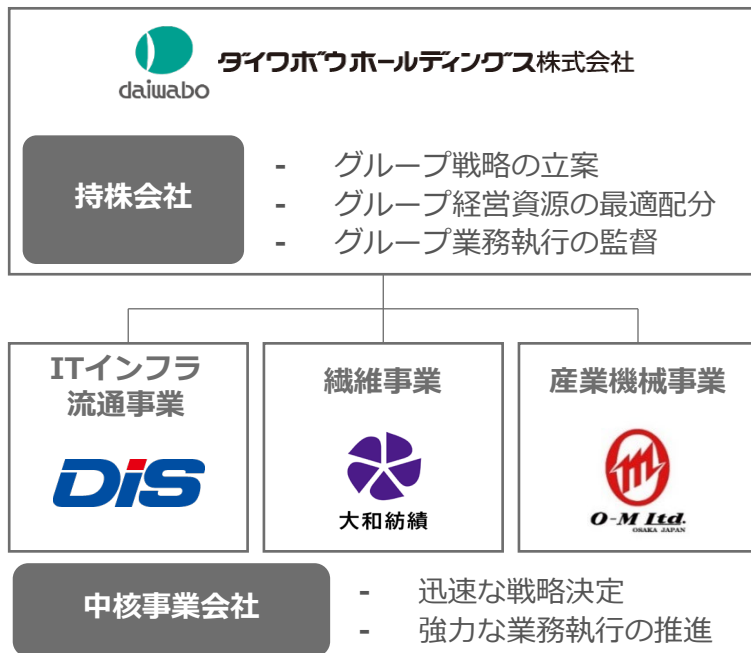 daiwabo
ダイワボウホールディングス株式会社
持株会社
- グループ戦略の立案
- グループ経営資源の最適配分
- グループ業務執行の監督
ITインフラ
流通事業
DiS
繊維事業
大和紡績
産業機械事業
O-M Ltd.
OSAKA JAPAN
中核事業会社
- 迅速な戦略決定
- 強力な業務執行の推進